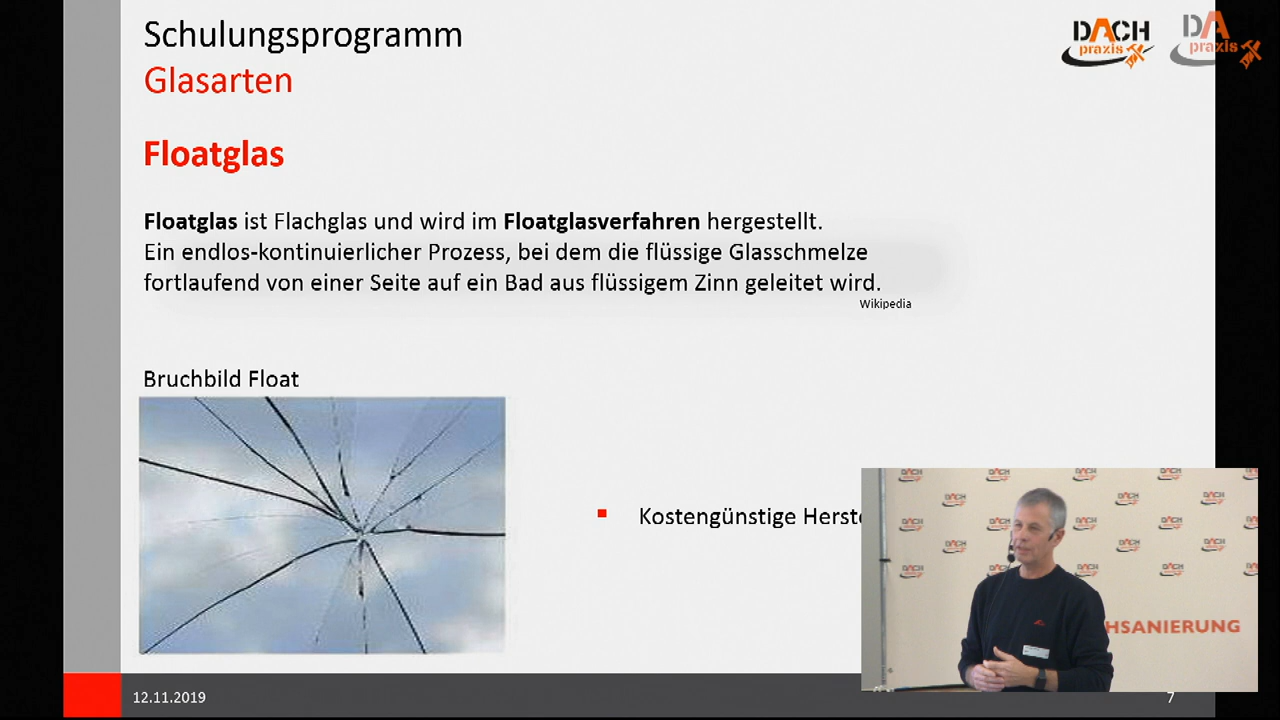 Schulungsprogramm
Glasarten
DACH
praxis
DA
praxis
Floatglas
Floatglas ist Flachglas und wird im Floatglasverfahren hergestellt.
Ein endlos-kontinuierlicher Prozess, bei dem die flüssige Glasschmelze
fortlaufend von einer Seite auf ein Bad aus flüssigem Zinn geleitet wird.
Wikipedia
Bruchbild Float
Kostengünstige Herste
HSANIERUNG
12.11.2019
7